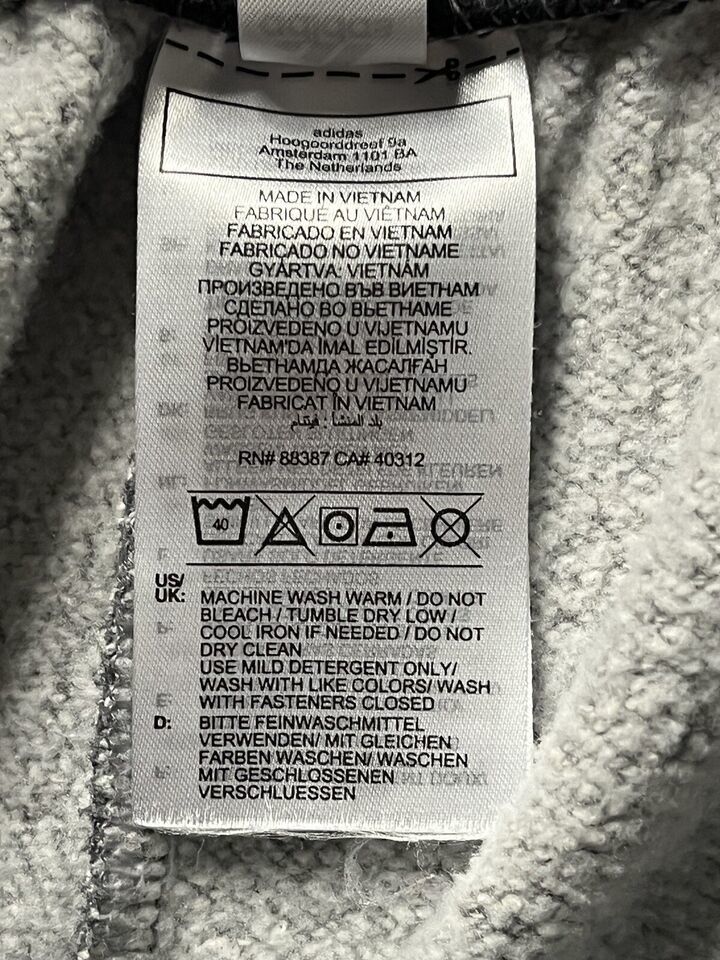 adidas
Hoogoorddreef 9a
Amsterdam 1101 BA
The Netherlands
MADE IN VIETNAM
FABRIQUÉ AU VIÊTNAM
FABRICADO EN VIETNAM
FABRICADO NO VIETNAME
GYÁRTVA: VIETNÁM
ПРОИЗВЕДЕНО ВЪВ ВИЕТНАМ
СДЕЛАНО ВО ВЬЕТНАМЕ
PROIZVEDENO U VIJETNAMU
VİETNAM'DA İMAL EDİLMİŞTİR.
ВЬЕТНАМДА ЖАСАЛҒАН
PROIZVEDENO U VIJETNAMU
FABRICAT ÎN VIETNAM
بلد المنشأ : فيتنام
RN# 88387 CA# 40312
40
US/
UK: MACHINE WASH WARM / DO NOT
BLEACH / TUMBLE DRY LOW /
COOL IRON IF NEEDED / DO NOT
DRY CLEAN
USE MILD DETERGENT ONLY/
WASH WITH LIKE COLORS/ WASH
WITH FASTENERS CLOSED
D: BITTE FEINWASCHMITTEL
VERWENDEN/ MIT GLEICHEN
FARBEN WASCHEN/ WASCHEN
MIT GESCHLOSSENEN
VERSCHLUESSEN